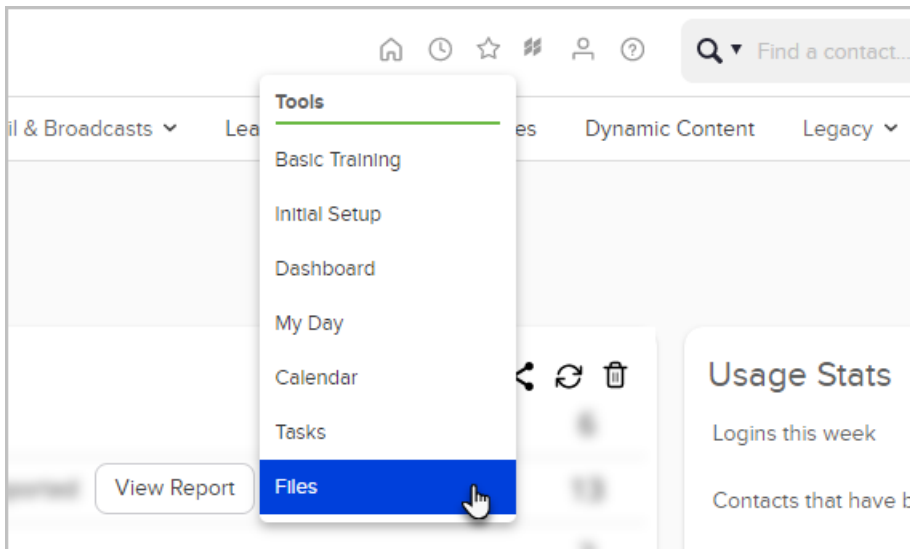 Find a contact...
Tools
il & Broadcasts
Lea
es
Dynamic Content
Legacy
Basic Training
Initial Setup
Dashboard
My Day
Calendar
Tasks
Files
View Report
Usage Stats
Logins this week
Contacts that have b